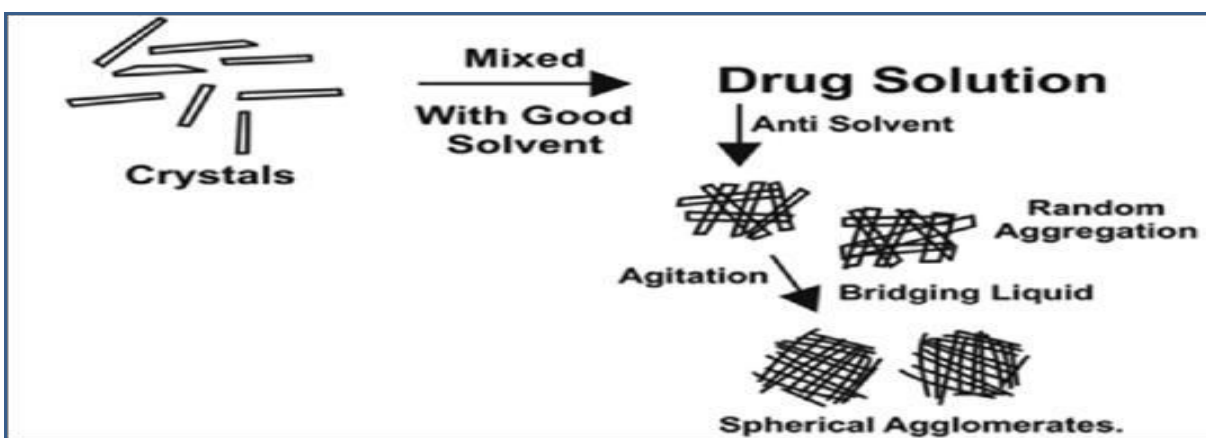 Crystals
Mixed
With Good
Solvent
Drug Solution
Anti Solvent
Random
Aggregation
Agitation
Bridging Liquid
Spherical Agglomerates.